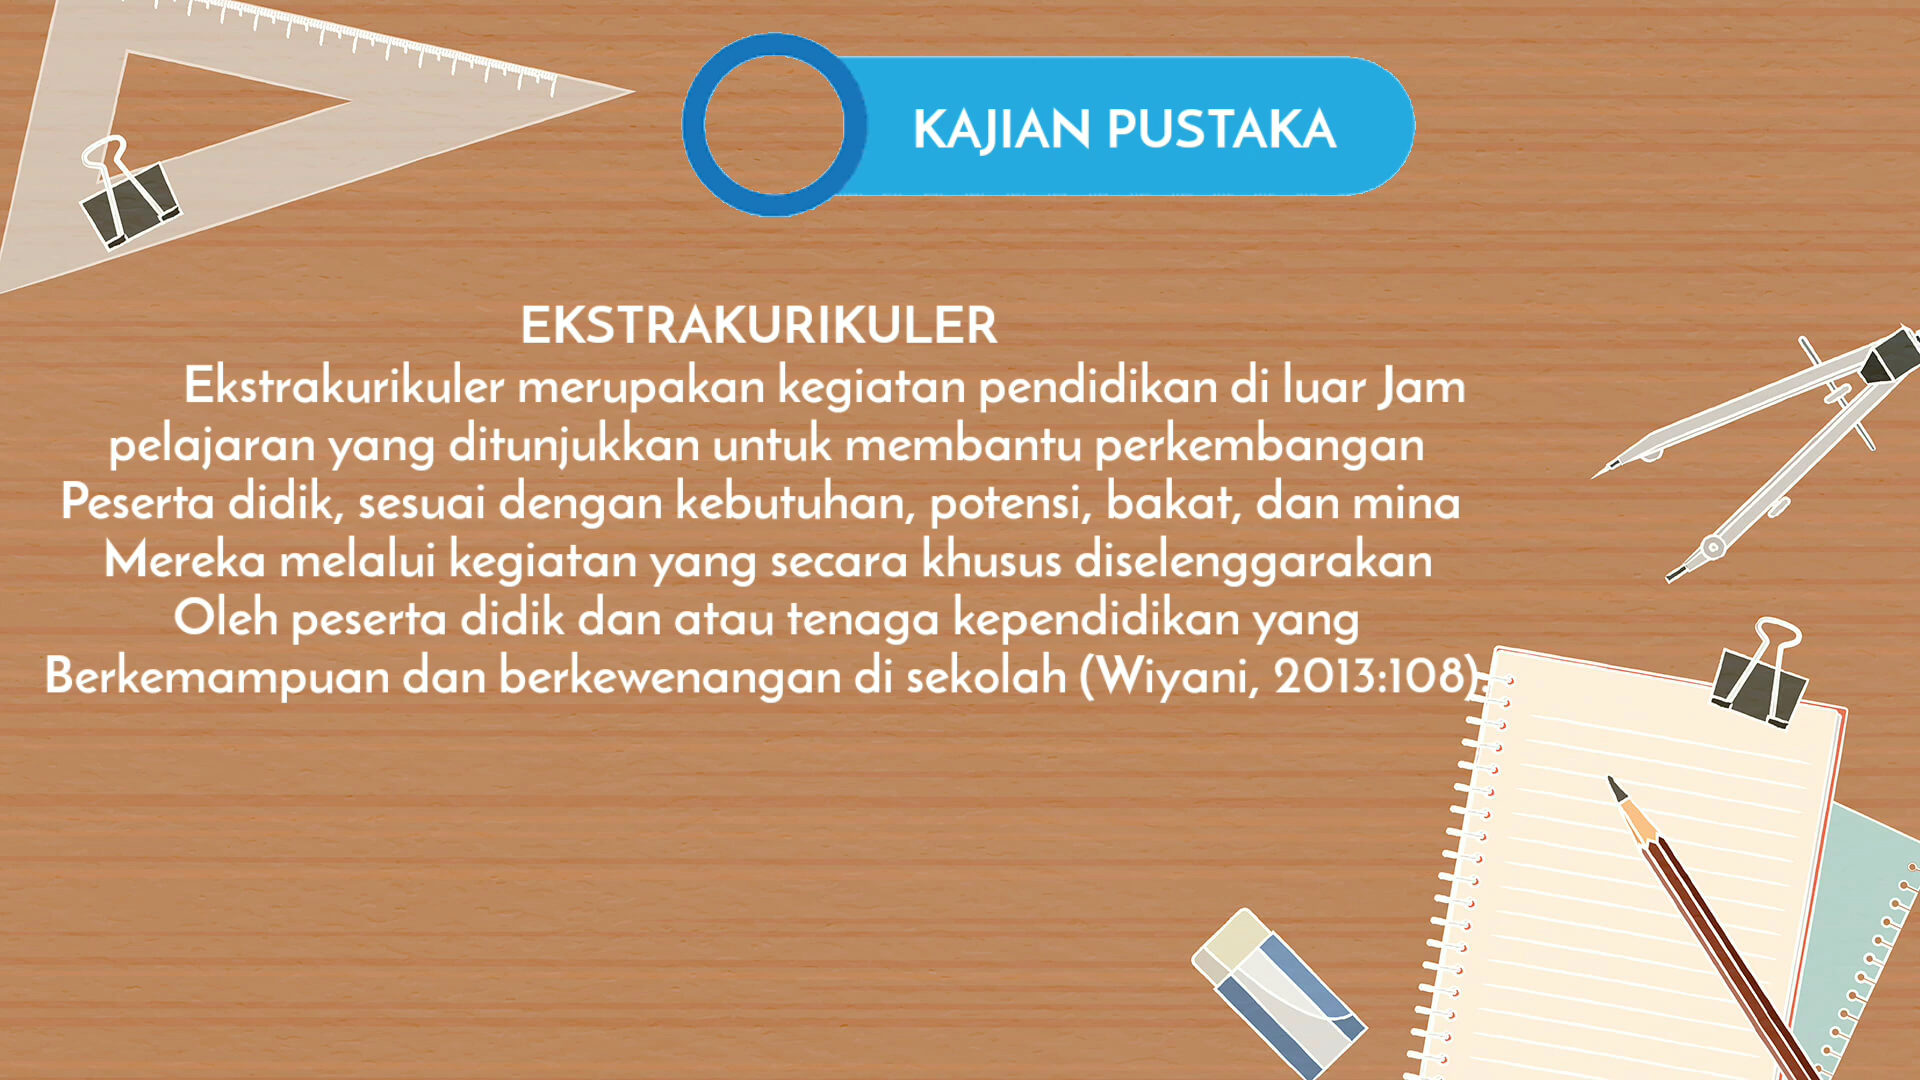 KAJIAN PUSTAKA
EKSTRAKURIKULER
Ekstrakurikuler merupakan kegiatan pendidikan di luar Jam
pelajaran yang ditunjukkan untuk membantu perkembangan
Peserta didik, sesuai dengan kebutuhan, potensi, bakat, dan mina
Mereka melalui kegiatan yang secara khusus diselenggarakan
Oleh peserta didik dan atau tenaga kependidikan yang
Berkemampuan dan berkewenangan di sekolah (Wiyani, 2013:108).